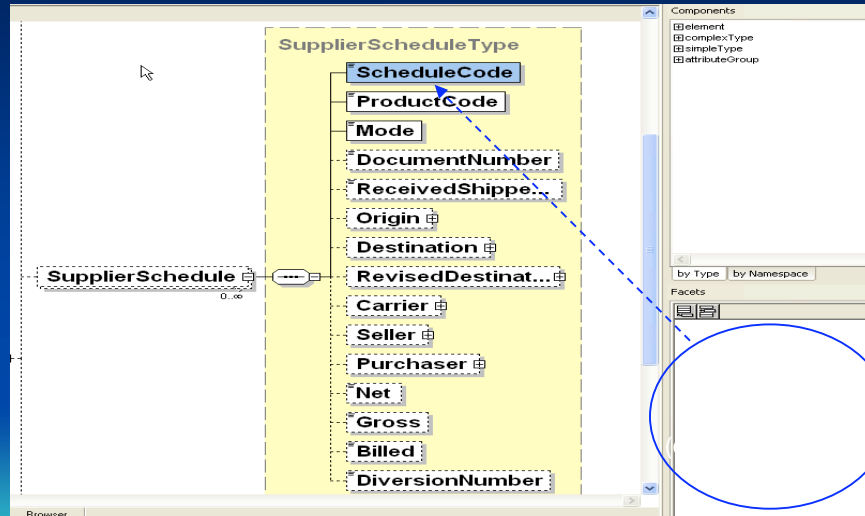 Components
element
complexType
simpleType
attributeGroup
SupplierScheduleType
ScheduleCode
ProductCode
Mode
DocumentNumber
ReceivedShippe...
Origin
Destination
SupplierSchedule
0..∞
RevisedDestinat...
Carrier
Seller
Purchaser
Net
Gross
Billed
DiversionNumber
by Type by Namespace
Facets
Browser